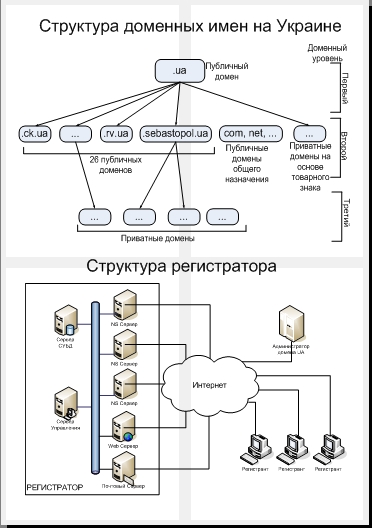 Структура доменных имен на Украине
Доменный
уровень
.ua
Публичный
домен
Первый
.ck.ua
...
.rv.ua
.sebastopol.ua
com, net, ...
...
Второй
26 публичных
доменов
Публичные
домены
общего
назначения
Приватные
домены на
основе
товарного
знака
...
...
...
...
Третий
Приватные домены
Структура регистратора
NS Сервер
Сервер
СУБД
NS Сервер
Администратор
домена UA
Интернет
NS Сервер
Сервер
Управления
Web Сервер
Регистрант
Регистрант
Регистрант
Почтовый Сервер
РЕГИСТРАТОР